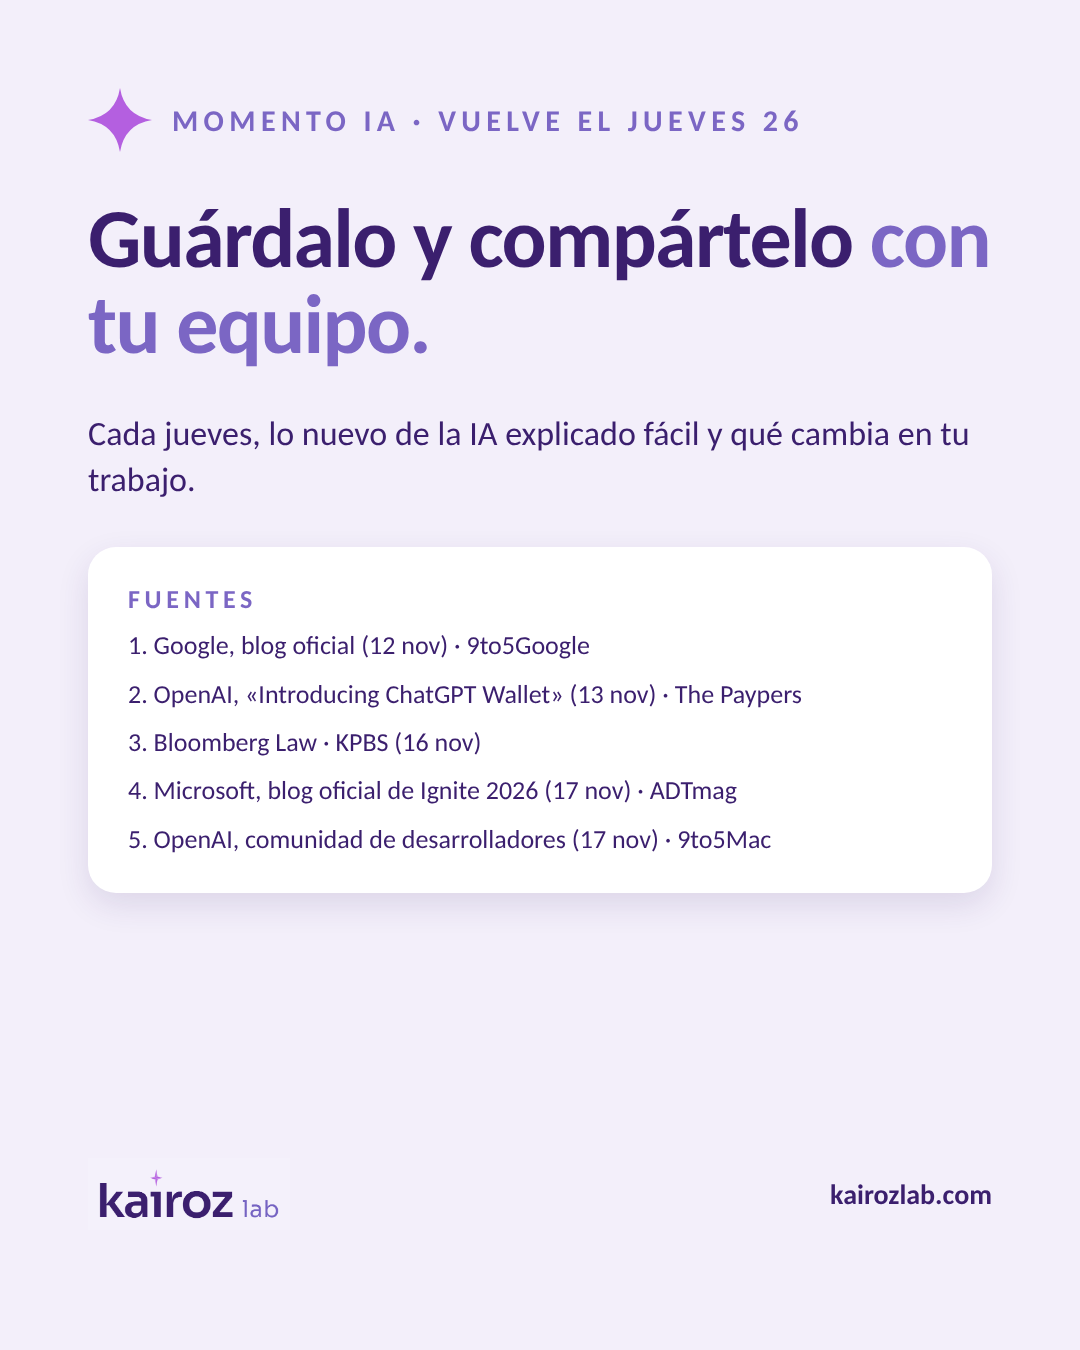 MOMENTO IA · VUELVE EL JUEVES 26
Guárdalo y compártelo con
tu equipo.
Cada jueves, lo nuevo de la IA explicado fácil y qué cambia en tu
trabajo.
FUENTES
1. Google, blog oficial (12 nov) · 9to5Google
2. OpenAI, «Introducing ChatGPT Wallet» (13 nov) · The Paypers
3. Bloomberg Law · KPBS (16 nov)
4. Microsoft, blog oficial de Ignite 2026 (17 nov) · ADTmag
5. OpenAI, comunidad de desarrolladores (17 nov) · 9to5Mac
kairoz lab
kairozlab.com